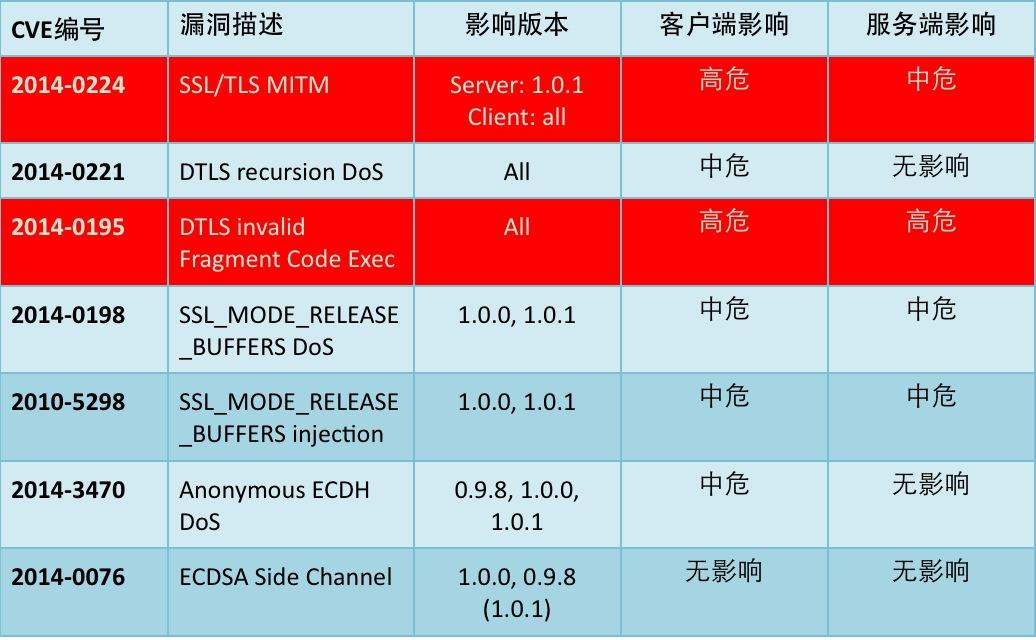 CVE编号 漏洞描述 影响版本 客户端影响 服务端影响
2014-0224 SSL/TLS MITM Server: 1.0.1 高危 中危
Client: all
2014-0221 DTLS recursion DoS All 中危 无影响
2014-0195 DTLS invalid All 高危 高危
Fragment Code Exec
2014-0198 SSL_MODE_RELEASE 1.0.0, 1.0.1 中危 中危
_BUFFERS DoS
2010-5298 SSL_MODE_RELEASE 1.0.0, 1.0.1 中危 中危
_BUFFERS injection
2014-3470 Anonymous ECDH 0.9.8, 1.0.0, 中危 无影响
DoS 1.0.1
2014-0076 ECDSA Side Channel 1.0.0, 0.9.8 无影响 无影响
(1.0.1)